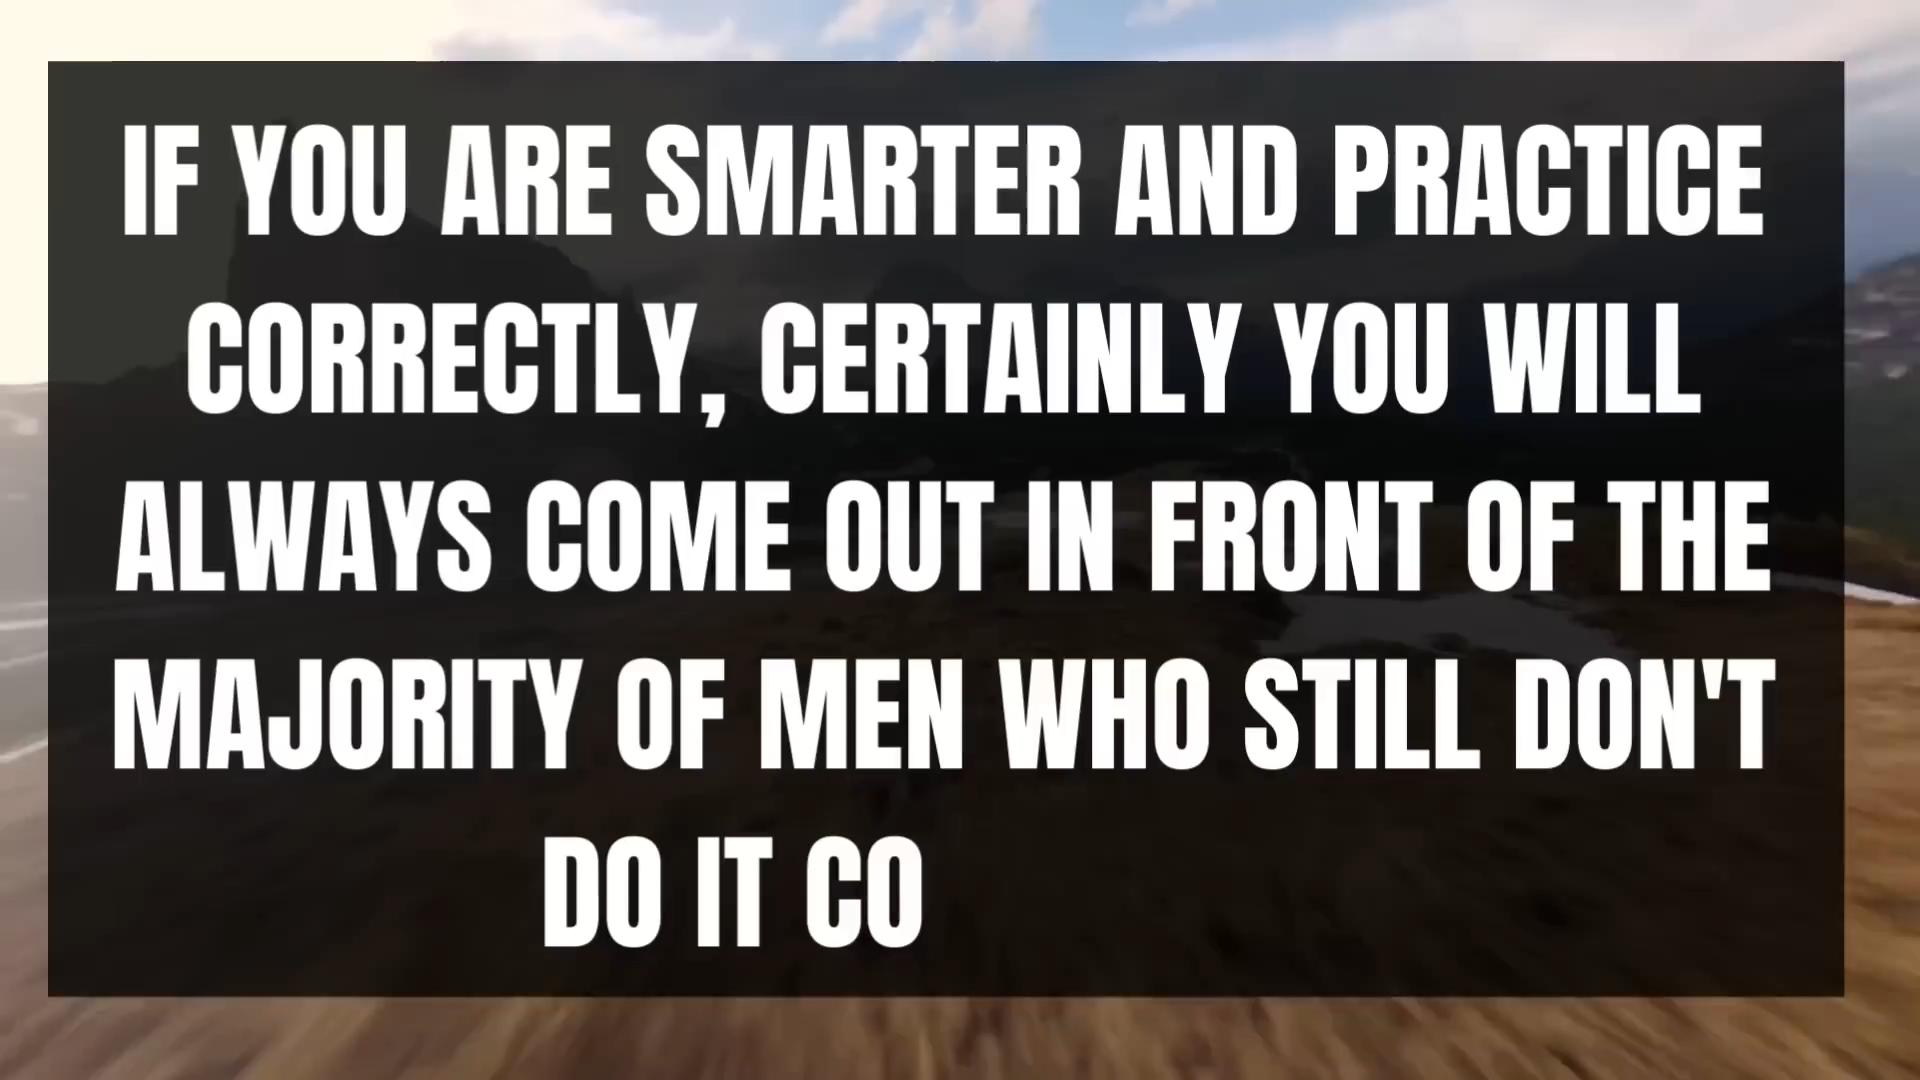 IF YOU ARE SMARTER AND PRACTICE
CORRECTLY, CERTAINLY YOU WILL
ALWAYS COME OUT IN FRONT OF THE
MAJORITY OF MEN WHO STILL DON'T
DO IT CO